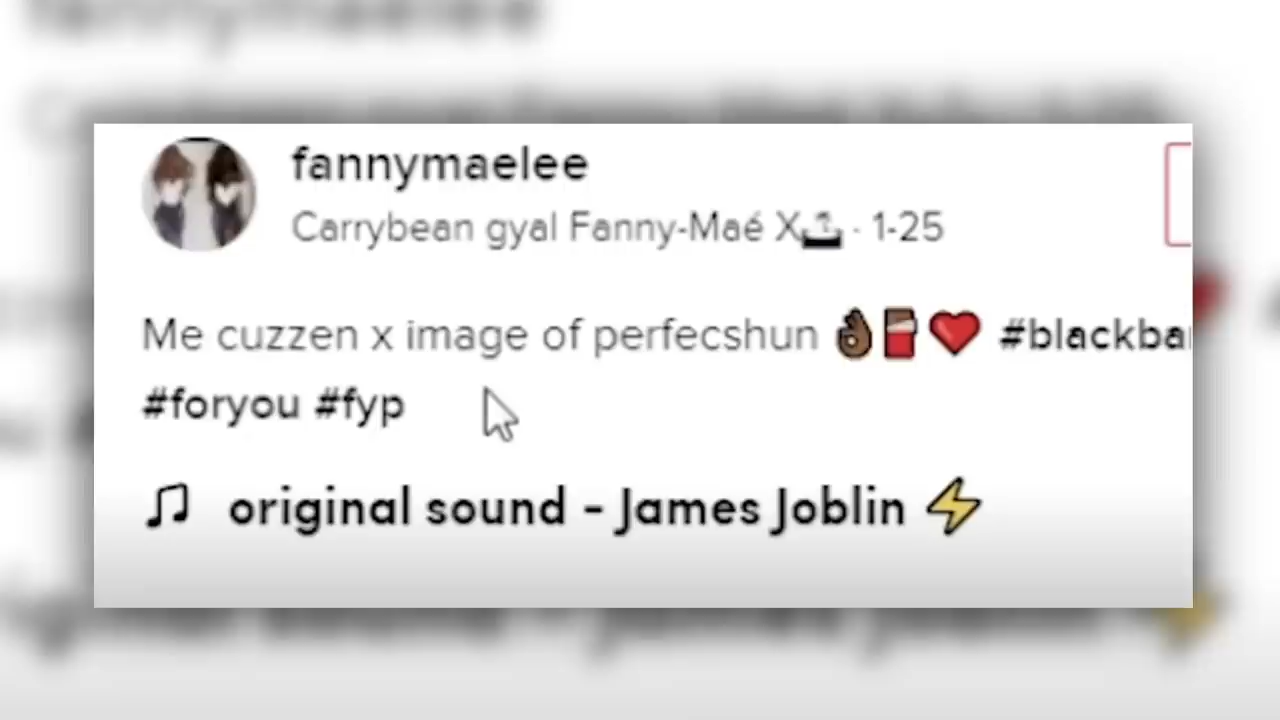 fannymaelee
Carrybean gyal Fanny-Maé X · 1-25
Me cuzzen x image of perfecshun 👌🏾🍫❤️
#foryou #fyp
original sound - James Joblin ⚡